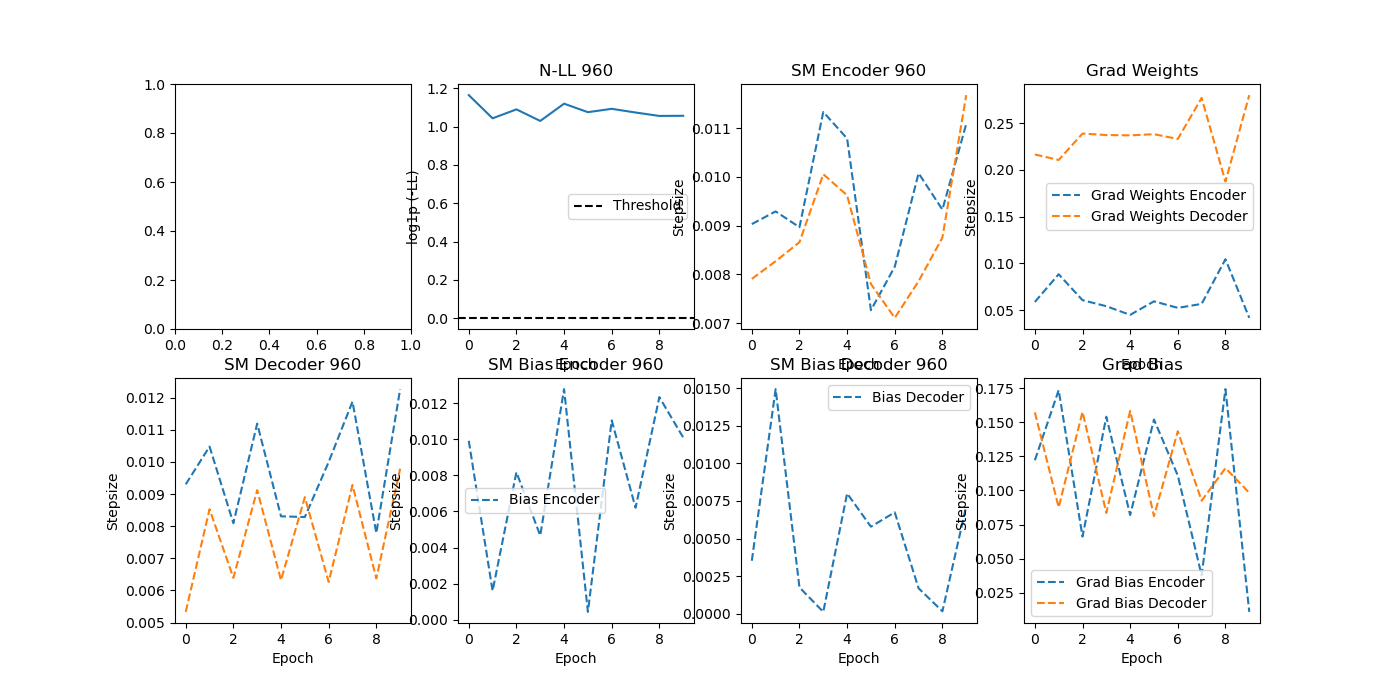 N-LL 960
SM Encoder 960
Grad Weights
1.0
0.8
0.6
0.4
0.2
0.0
0.0 0.2 0.4 0.6 0.8 1.0
log1p (-LL)
1.2
1.0
0.8
0.6
0.4
0.2
0.0
Threshold
0 2 4 6 8
Epoch
Stepsize
0.011
0.010
0.009
0.008
0.007
0 2 4 6 8
Epoch
Stepsize
0.25
0.20
0.15
0.10
0.05
Grad Weights Encoder
Grad Weights Decoder
0 2 4 6 8
Epoch
SM Decoder 960
SM Bias Encoder 960
SM Bias Decoder 960
Grad Bias
Stepsize
0.012
0.011
0.010
0.009
0.008
0.007
0.006
0.005
0 2 4 6 8
Epoch
Stepsize
0.012
0.010
0.008
0.006
0.004
0.002
0.000
Bias Encoder
0 2 4 6 8
Epoch
Stepsize
0.0150
0.0125
0.0100
0.0075
0.0050
0.0025
0.0000
Bias Decoder
0 2 4 6 8
Epoch
Stepsize
0.175
0.150
0.125
0.100
0.075
0.050
0.025
Grad Bias Encoder
Grad Bias Decoder
0 2 4 6 8
Epoch